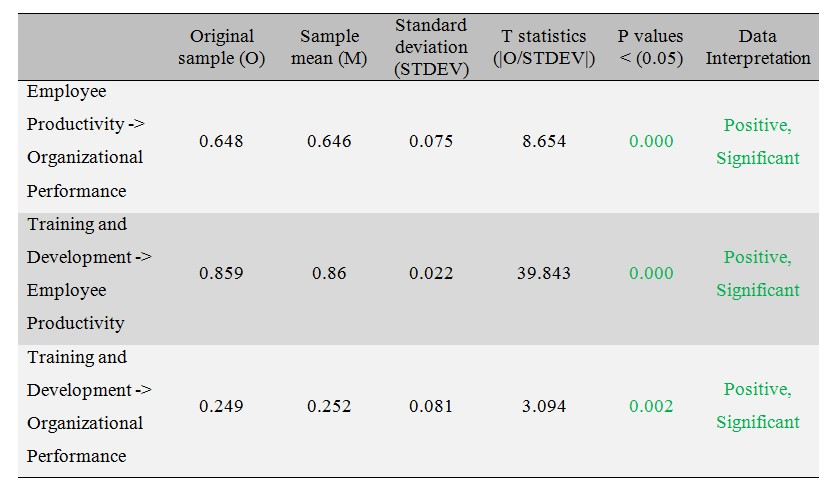 Original sample (O) Sample mean (M) Standard deviation (STDEV) T statistics (|O/STDEV|) P values < (0.05) Data Interpretation
Employee Productivity -> Organizational Performance 0.648 0.646 0.075 8.654 0.000 Positive, Significant
Training and Development -> Employee Productivity 0.859 0.86 0.022 39.843 0.000 Positive, Significant
Training and Development -> Organizational Performance 0.249 0.252 0.081 3.094 0.002 Positive, Significant